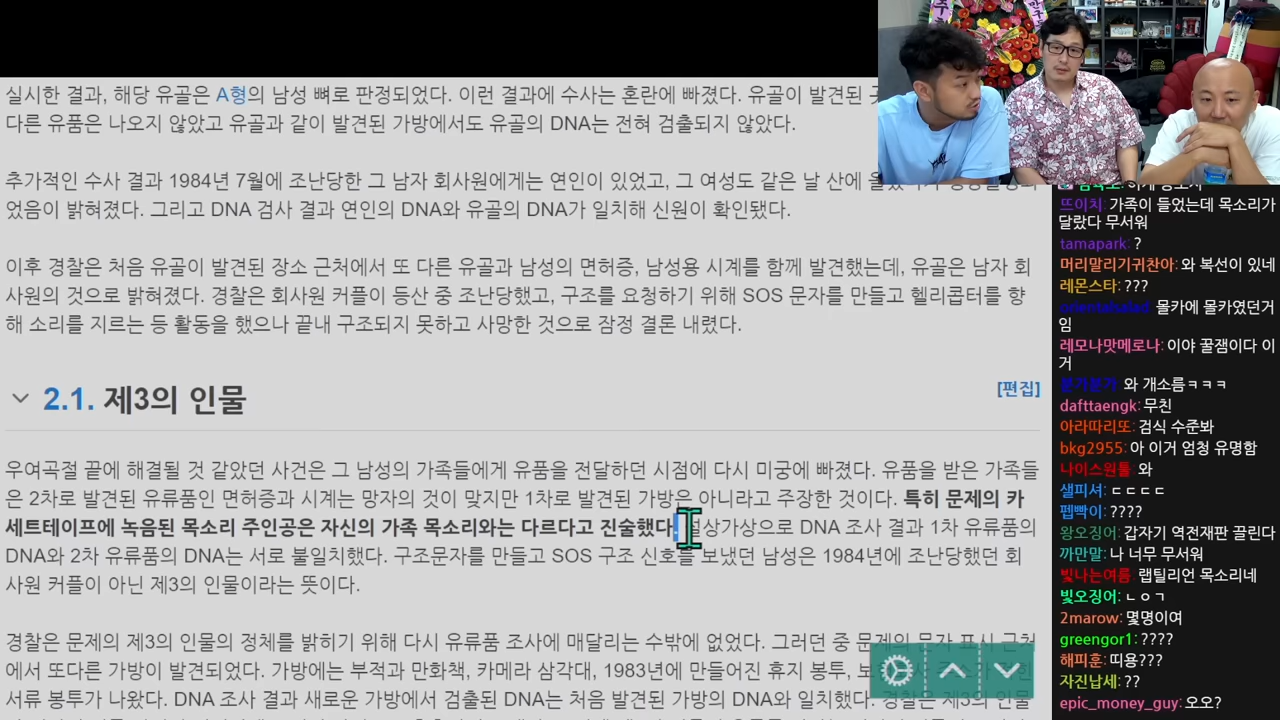 실시한 결과, 해당 유골은 A형의 남성 뼈로 판정되었다. 이런 결과에 수사는 혼란에 빠졌다. 유골이 발견된
다른 유품은 나오지 않았고 유골과 같이 발견된 가방에서도 유골의 DNA는 전혀 검출되지 않았다.
추가적인 수사 결과 1984년 7월에 조난당한 그 남자 회사원에게는 연인이 있었고, 그 여성도 같은 날 산에
었음이 밝혀졌다. 그리고 DNA 검사 결과 연인의 DNA와 유골의 DNA가 일치해 신원이 확인됐다.
이후 경찰은 처음 유골이 발견된 장소 근처에서 또 다른 유골과 남성의 면허증, 남성용 시계를 함께 발견했는데, 유골은 남자 회
사원의 것으로 밝혀졌다. 경찰은 회사원 커플이 등산 중 조난당했고, 구조를 요청하기 위해 SOS 문자를 만들고 헬리콥터를 향
해 소리를 지르는 등 활동을 했으나 끝내 구조되지 못하고 사망한 것으로 잠정 결론 내렸다.
2.1. 제3의 인물
[편집]
우여곡절 끝에 해결될 것 같았던 사건은 그 남성의 가족들에게 유품을 전달하던 시점에 다시 미궁에 빠졌다. 유품을 받은 가족들
은 2차로 발견된 유류품인 면허증과 시계는 망자의 것이 맞지만 1차로 발견된 가방은 아니라고 주장한 것이다. 특히 문제의 카
세트테이프에 녹음된 목소리 주인공은 자신의 가족 목소리와는 다르다고 진술했다. 설상가상으로 DNA 조사 결과 1차 유류품의
DNA와 2차 유류품의 DNA는 서로 불일치했다. 구조문자를 만들고 SOS 구조 신호를 보냈던 남성은 1984년에 조난당했던 회
사원 커플이 아닌 제3의 인물이라는 뜻이다.
경찰은 문제의 제3의 인물의 정체를 밝히기 위해 다시 유류품 조사에 매달리는 수밖에 없었다. 그러던 중 문제의 문자 표시 근처
에서 또다른 가방이 발견되었다. 가방에는 부적과 만화책, 카메라 삼각대, 1983년에 만들어진 휴지 봉투,
서류 봉투가 나왔다. DNA 조사 결과 새로운 가방에서 검출된 DNA는 처음 발견된 가방의 DNA와 일치했다. 경찰은 제3의 인물
뜨이치: 가족이 들었는데 목소리가
달랐다 무서워
tamapark: ?
머리말리기귀찬아: 와 복선이 있네
레몬스타: ???
몰카에 몰카였던거
임
레모나맛메로나: 이야 꿀잼이다 이
거
와 개소름ㅋㅋㅋ
dafttaengk: 무친
아라따리또: 검식 수준봐
bkg2955: 아 이거 엄청 유명함
나이스원툴: 와
샐피셔: ㄷㄷㄷㄷ
펩빡이: ????
왕오징어: 갑자기 역전재판 끌린다
까만말: 나 너무 무서워
빛나는여름: 랩틸리언 목소리네
빛오징어: ㄴㅇㄱ
2marow: 몇명이여
greengor1: ????
해피훈: 띠용???
자진납세: ??
epic_money_guy: 오오?